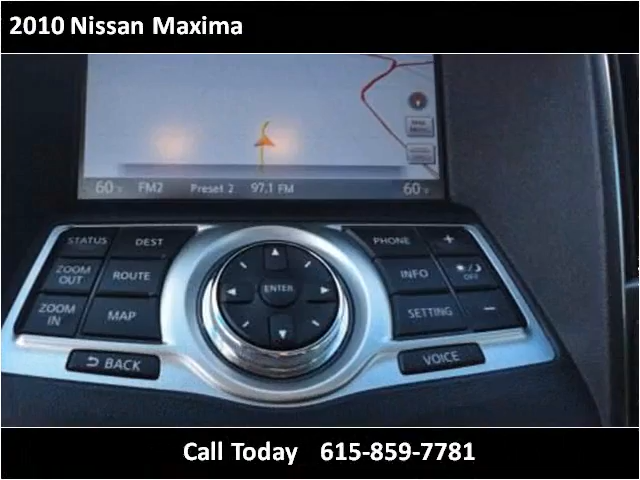 2010 Nissan Maxima
60
FM2
Preset 2
97.1 FM
60
STATUS
DEST
ZOOM OUT
ROUTE
ZOOM IN
MAP
BACK
ENTER
PHONE
+
INFO
OFF
SETTING
-
VOICE
Call Today 615-859-7781